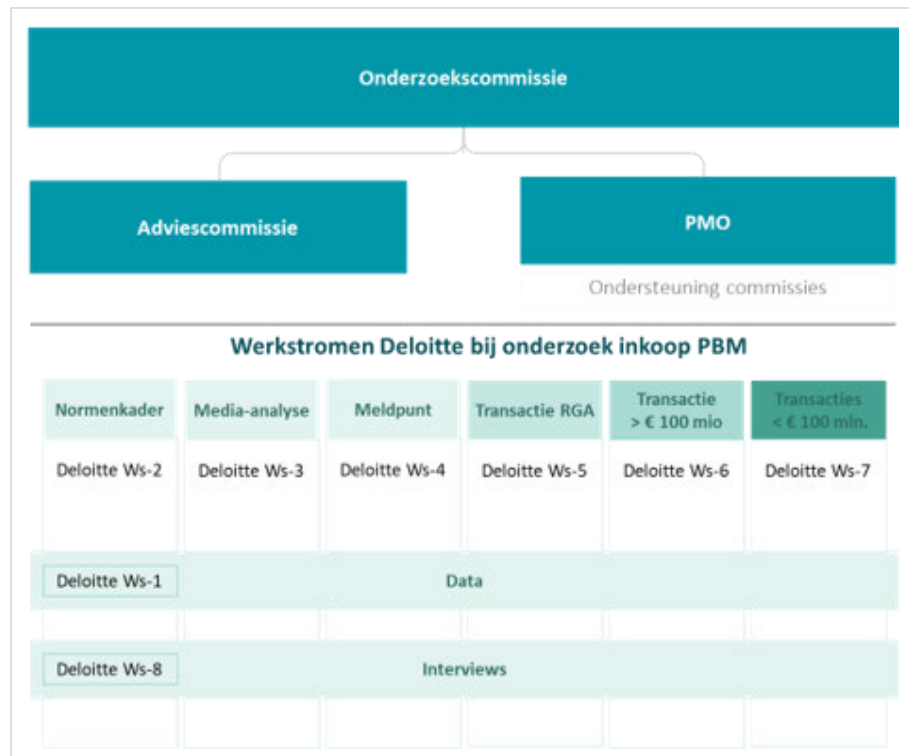 Onderzoekscommissie
Adviescommissie
PMO
Ondersteuning commissies
Werkstromen Deloitte bij onderzoek inkoop PBM
Normenkader
Media-analyse
Meldpunt
Transactie RGA
Transactie
> € 100 mio
Transacties
< € 100 mln.
Deloitte Ws-2
Deloitte Ws-3
Deloitte Ws-4
Deloitte Ws-5
Deloitte Ws-6
Deloitte Ws-7
Deloitte Ws-1
Data
Deloitte Ws-8
Interviews